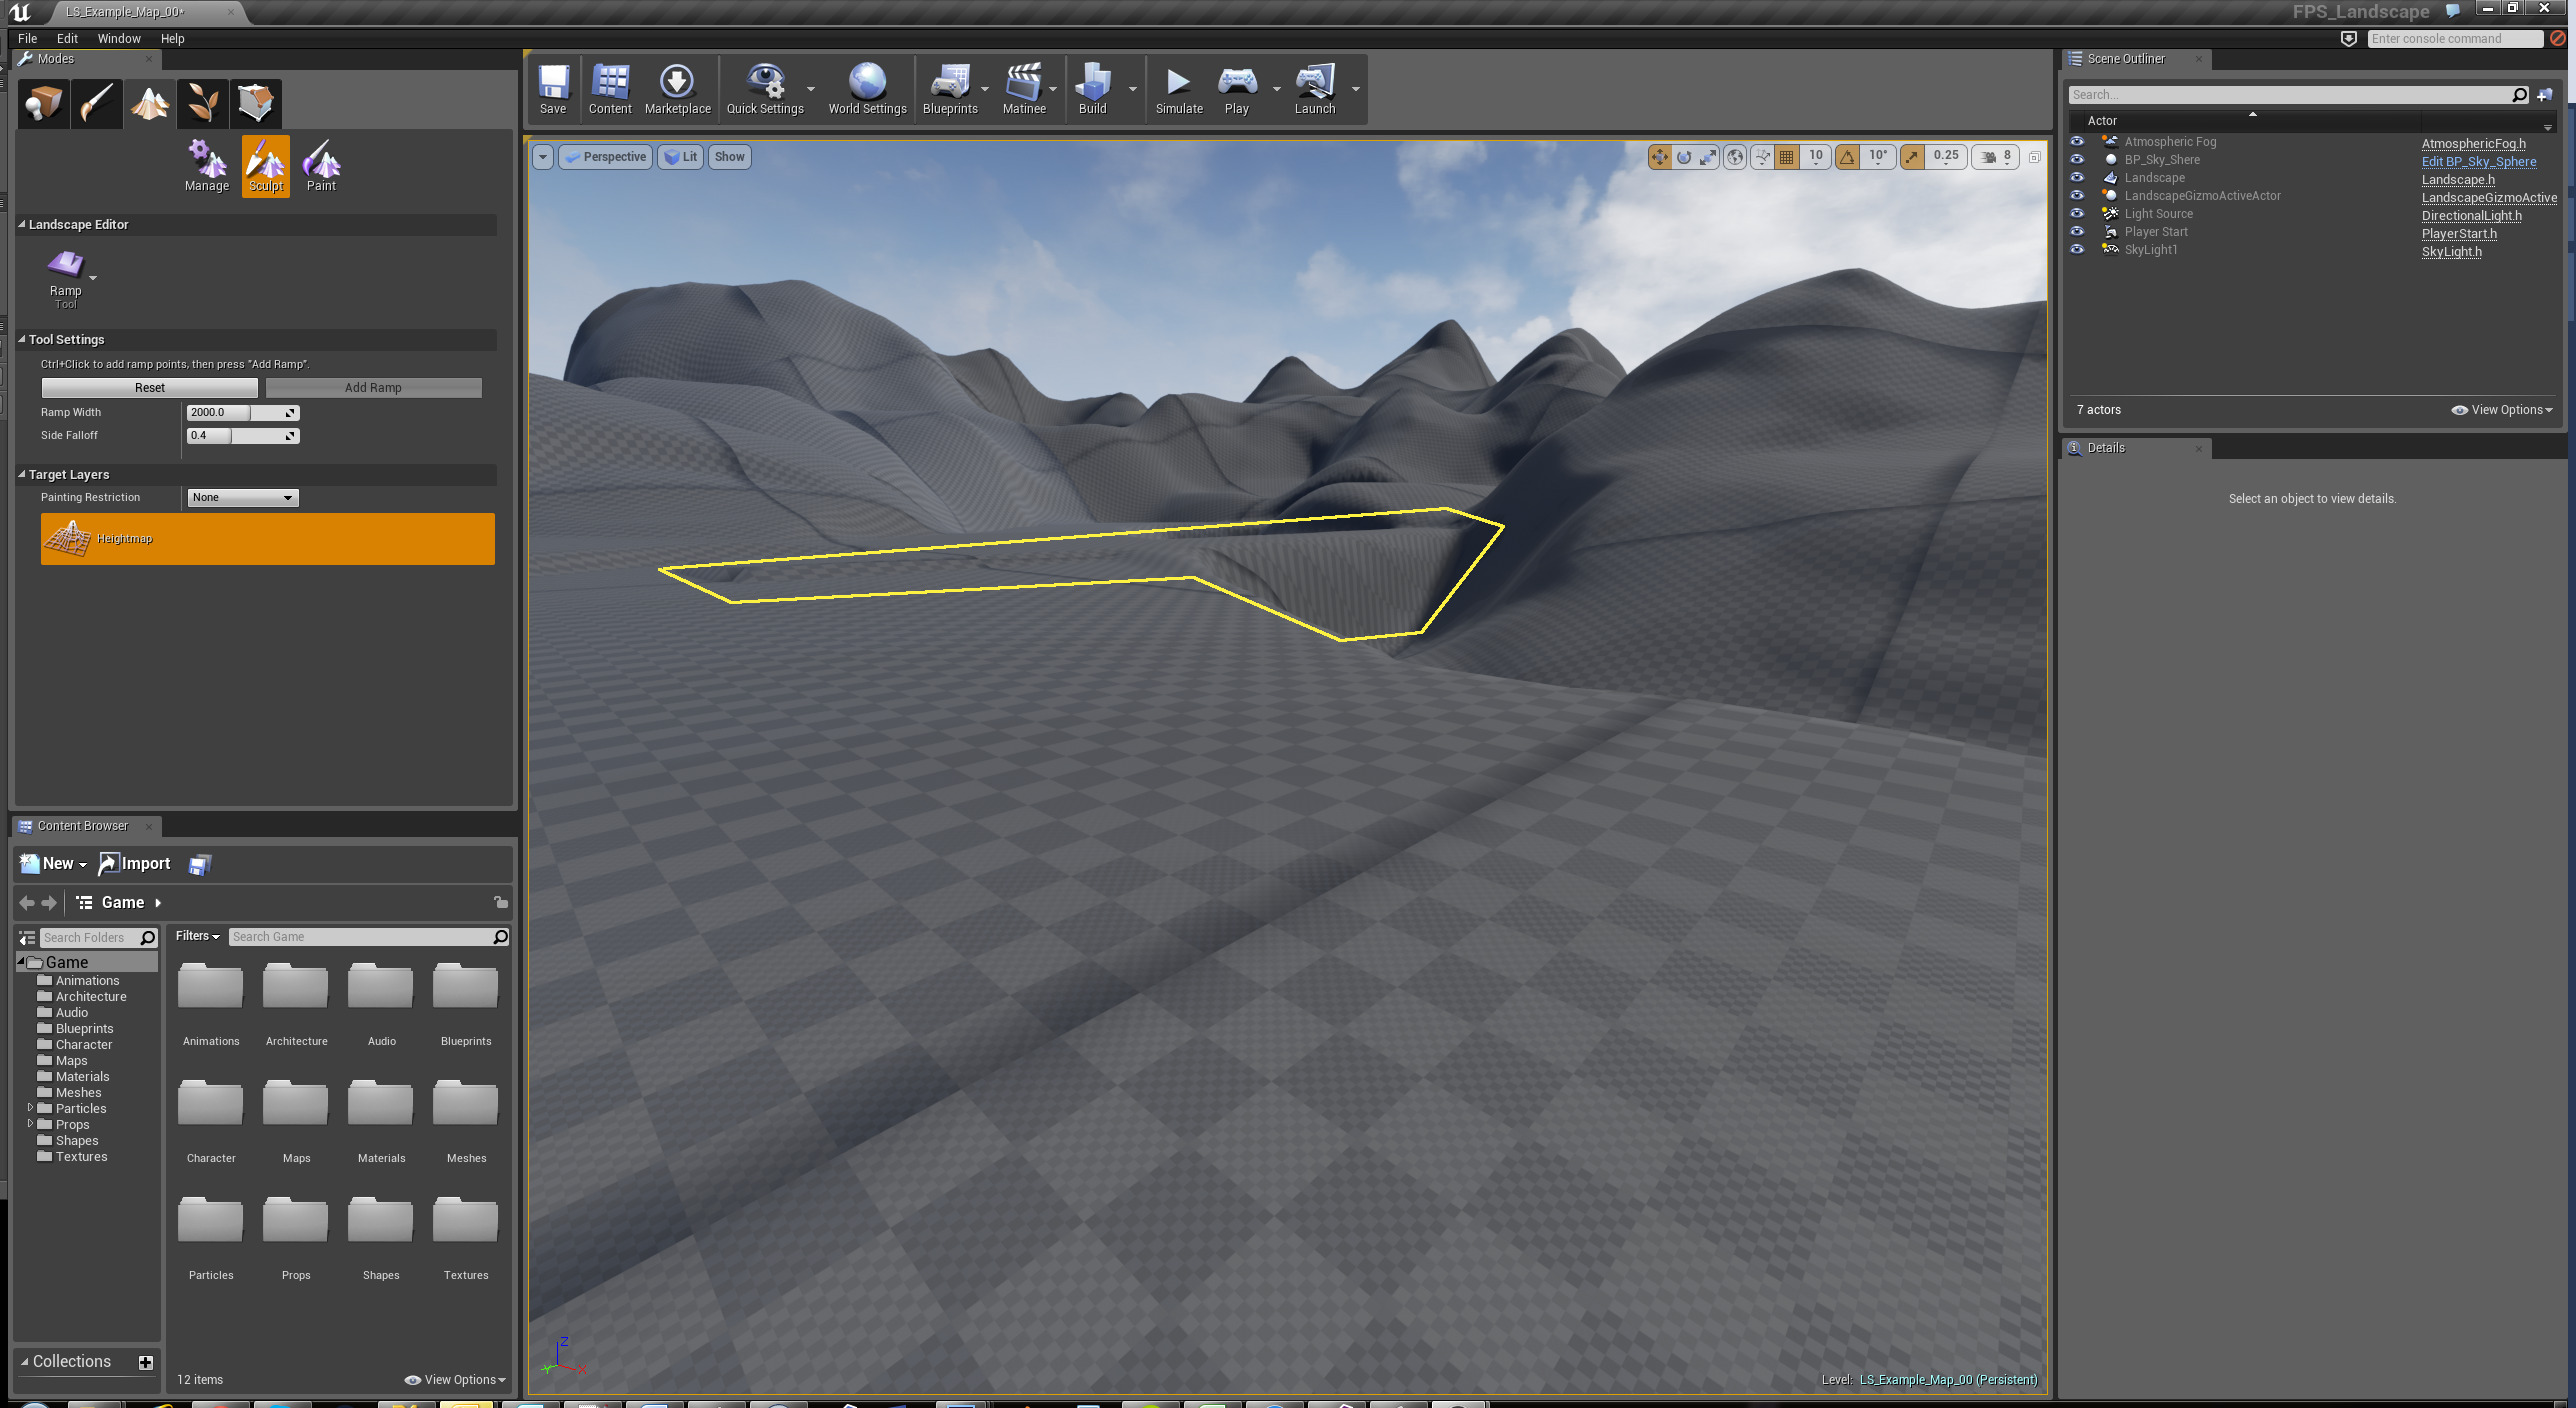 LS_Example_Map_00*
FPS_Landscape
File Edit Window Help
Enter console command
Modes
Manage Sculpt Paint
Landscape Editor
Ramp
Tool
Tool Settings
Ctrl+Click to add ramp points, then press "Add Ramp".
Reset Add Ramp
Ramp Width 2000.0
Side Falloff 0.4
Target Layers
Painting Restriction None
Heightmap
Content Browser
New Import
Game
Search Folders
Filters Search Game
Game
Animations
Architecture
Audio
Blueprints
Character
Maps
Materials
Meshes
Particles
Props
Shapes
Textures
Animations Architecture Audio Blueprints
Character Maps Materials Meshes
Particles Props Shapes Textures
Collections
12 items View Options
Save Content Marketplace Quick Settings World Settings Blueprints Matinee Build Simulate Play Launch
Perspective Lit Show
10 10° 0.25 8
Z
Level: LS_Example_Map_00 (Persistent)
Scene Outliner
Search...
Actor
Atmospheric Fog AtmosphericFog.h
BP_Sky_Shere Edit BP_Sky_Sphere
Landscape Landscape.h
LandscapeGizmoActiveActor LandscapeGizmoActive
Light Source DirectionalLight.h
Player Start PlayerStart.h
SkyLight1 SkyLight.h
7 actors View Options
Details
Select an object to view details.